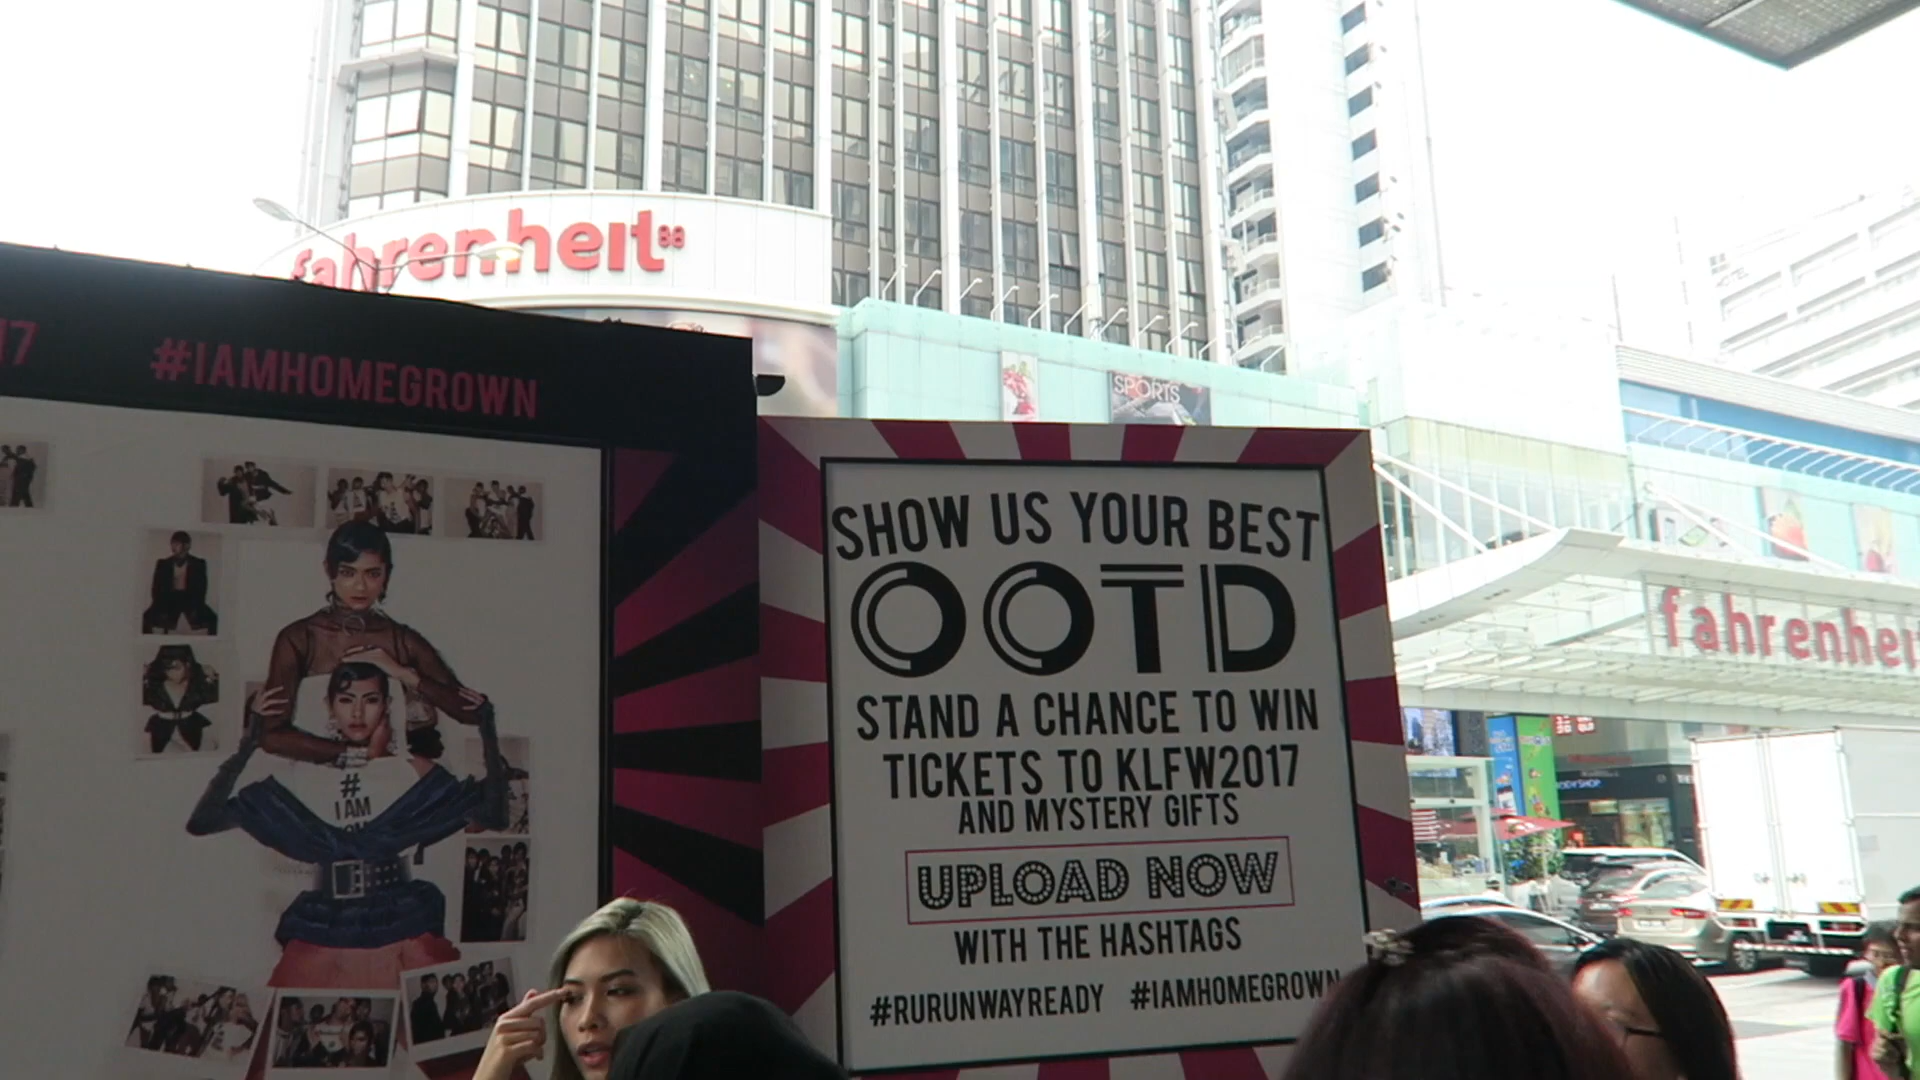 fahrenheit88
17 #IAMHOMEGROWN
SPORTS
SHOW US YOUR BEST
OOTD
STAND A CHANCE TO WIN
TICKETS TO KLFW2017
AND MYSTERY GIFTS
UPLOAD NOW
WITH THE HASHTAGS
#RURUNWAYREADY #IAMHOMEGROWN
#
I AM
fahrenheit